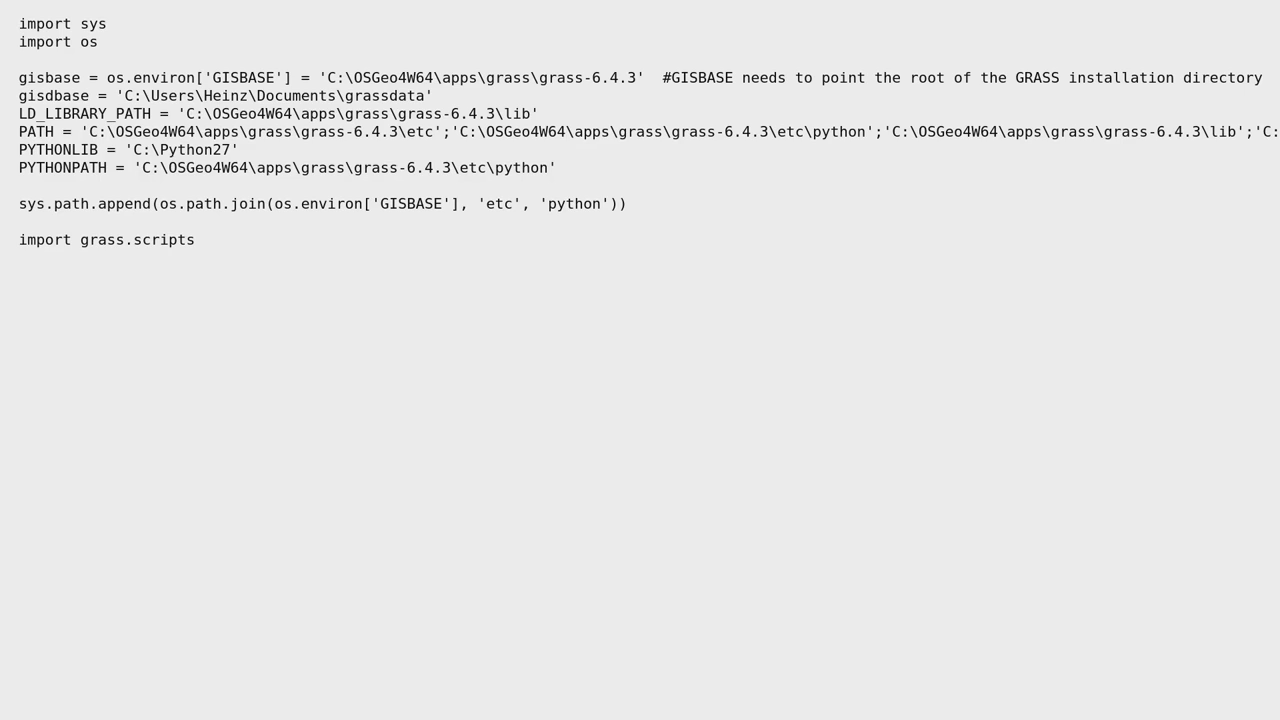 import sys
import os
gisbase = os.environ['GISBASE'] = 'C:\OSGeo4W64\apps\grass\grass-6.4.3'  #GISBASE needs to point the root of the GRASS installation directory
gisdbase = 'C:\Users\Heinz\Documents\grassdata'
LD_LIBRARY_PATH = 'C:\OSGeo4W64\apps\grass\grass-6.4.3\lib'
PATH = 'C:\OSGeo4W64\apps\grass\grass-6.4.3\etc';'C:\OSGeo4W64\apps\grass\grass-6.4.3\etc\python';'C:\OSGeo4W64\apps\grass\grass-6.4.3\lib';'C:
PYTHONLIB = 'C:\Python27'
PYTHONPATH = 'C:\OSGeo4W64\apps\grass\grass-6.4.3\etc\python'
sys.path.append(os.path.join(os.environ['GISBASE'], 'etc', 'python'))
import grass.scripts